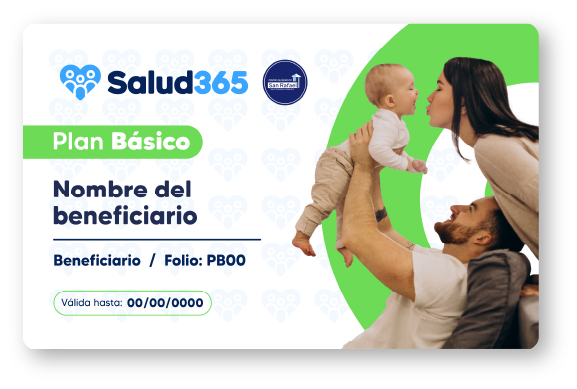 Salud365
San Rafael
Plan Básico
Nombre del
beneficiario
Beneficiario / Folio: PB00
Válida hasta: 00/00/0000